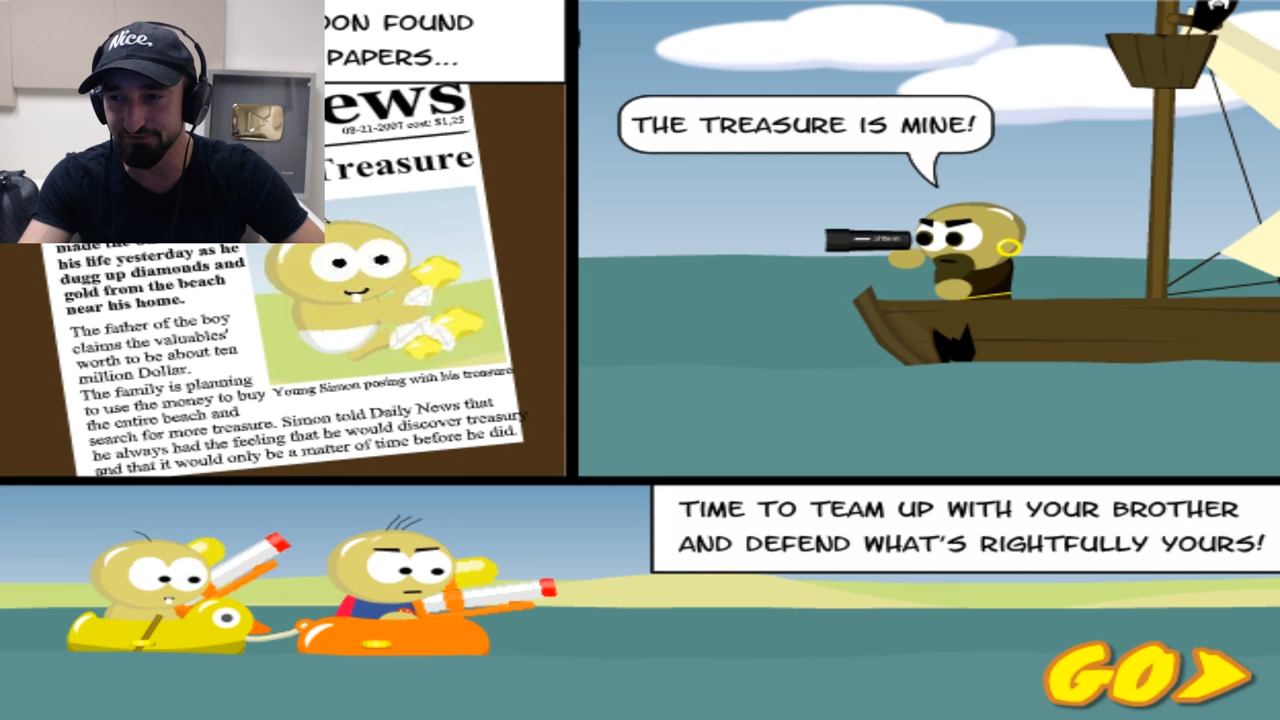 Nice.
OON FOUND
PAPERS...
ews
09-21-2007 cost: $1,25
Treasure
his life yesterday as he
dugg up diamonds and
gold from the beach
near his home.
The father of the boy
claims the valuables'
worth to be about ten
million Dollar.
The family is planning
to use the money to buy
the entire beach and
search for more treasure. Simon told Daily News that
he always had the feeling that he would discover treasury
and that it would only be a matter of time before he did.
Young Simon posing with his treasure
THE TREASURE IS MINE!
TIME TO TEAM UP WITH YOUR BROTHER
AND DEFEND WHAT'S RIGHTFULLY YOURS!
GO